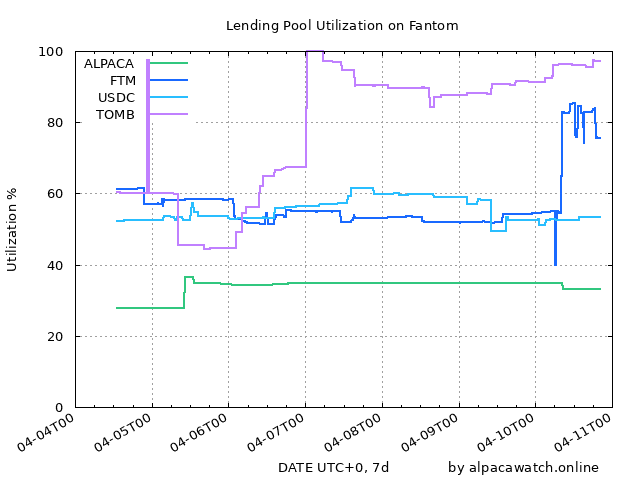 Lending Pool Utilization on Fantom
Utilization %
100
80
60
40
20
0
ALPACA
FTM
USDC
TOMB
04-04T00
04-05T00
04-06T00
04-07T00
04-08T00
04-09T00
04-10T00
04-11T00
DATE UTC+0, 7d
by alpacawatch.online